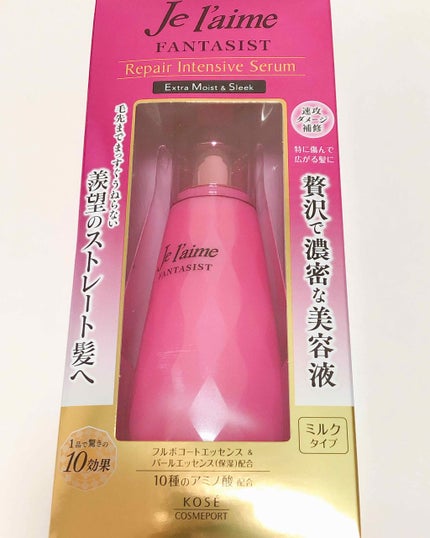 Je l'aime
FANTASIST
Repair Intensive Serum
Extra Moist & Sleek
速攻
ダメージ
補修
特に傷んで
広がる髪に
贅沢で濃密な美容液
毛先までまっすぐうねらない
羨望のストレート髪へ
Je l'aime
FANTASIST
ミルク
タイプ
1品で驚きの
10効果
フルボコートエッセンス &
パールエッセンス(保湿)配合
10種のアミノ酸 配合
KOSÉ
COSMEPORT